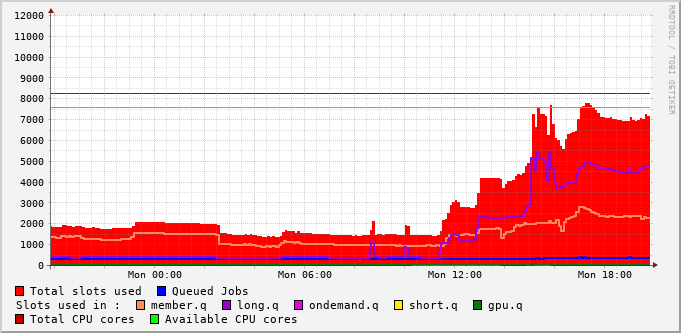 RRDTOOL / TOBI OETIKER
12000
11000
10000
9000
8000
7000
6000
5000
4000
3000
2000
1000
0
Mon 00:00 Mon 06:00 Mon 12:00 Mon 18:00
Total slots used Queued Jobs
Slots used in : member.q long.q ondemand.q short.q gpu.q
Total CPU cores Available CPU cores